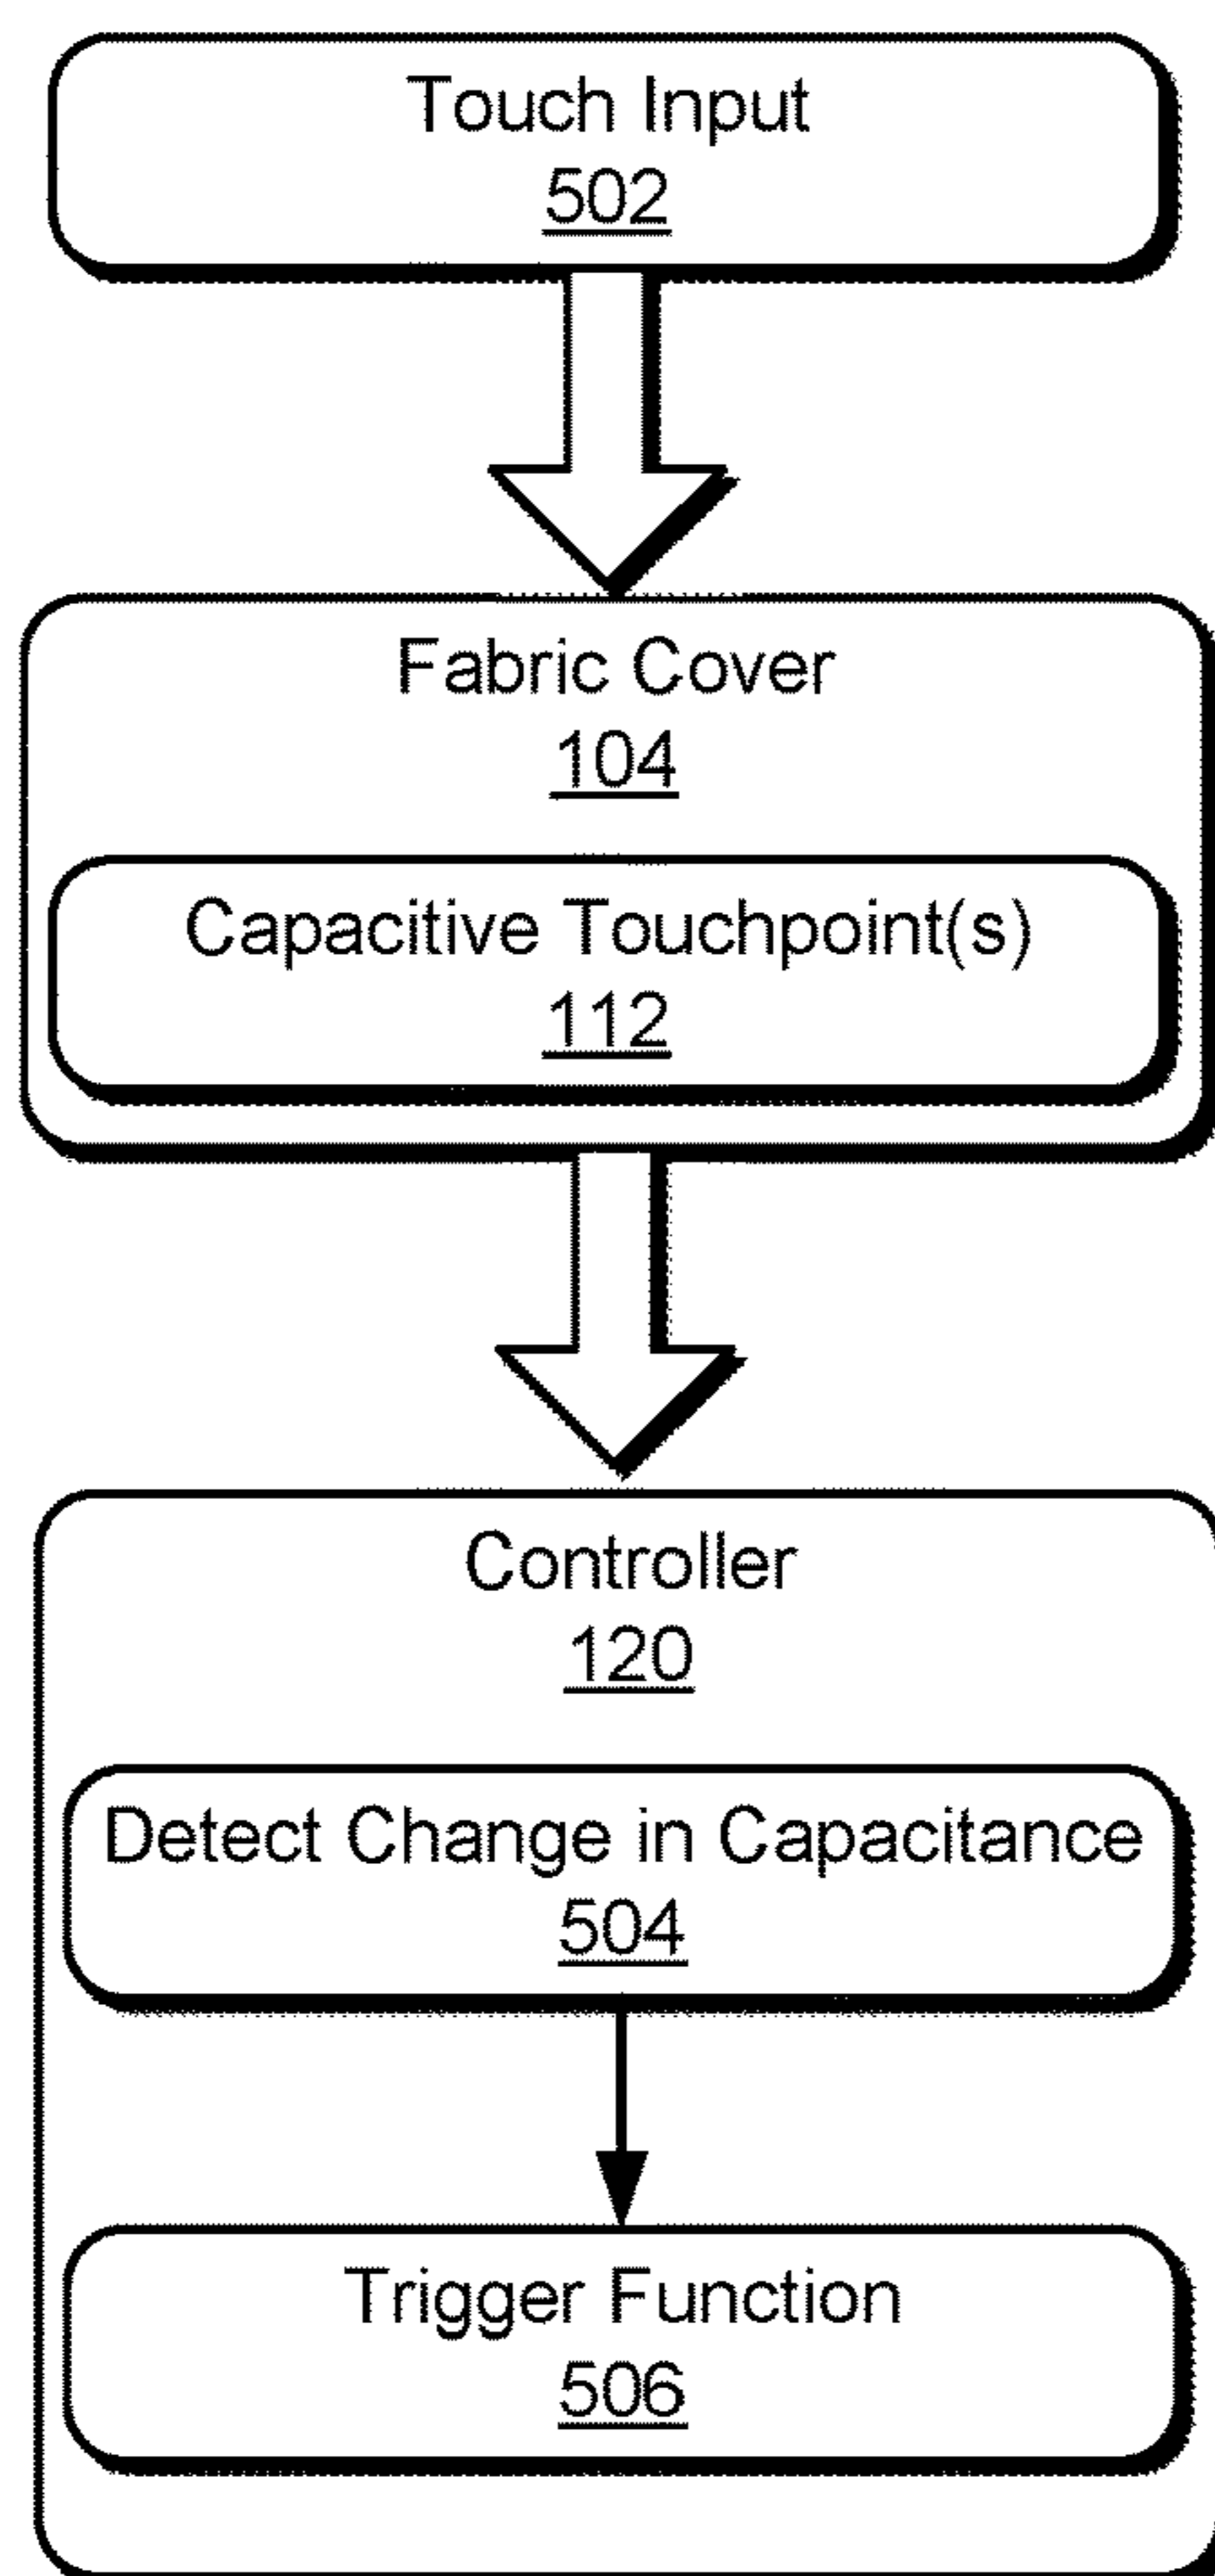 Touch Input
502
Fabric Cover
104
Capacitive Touchpoint(s)
112
Controller
120
Detect Change in Capacitance
504
Trigger Function
506